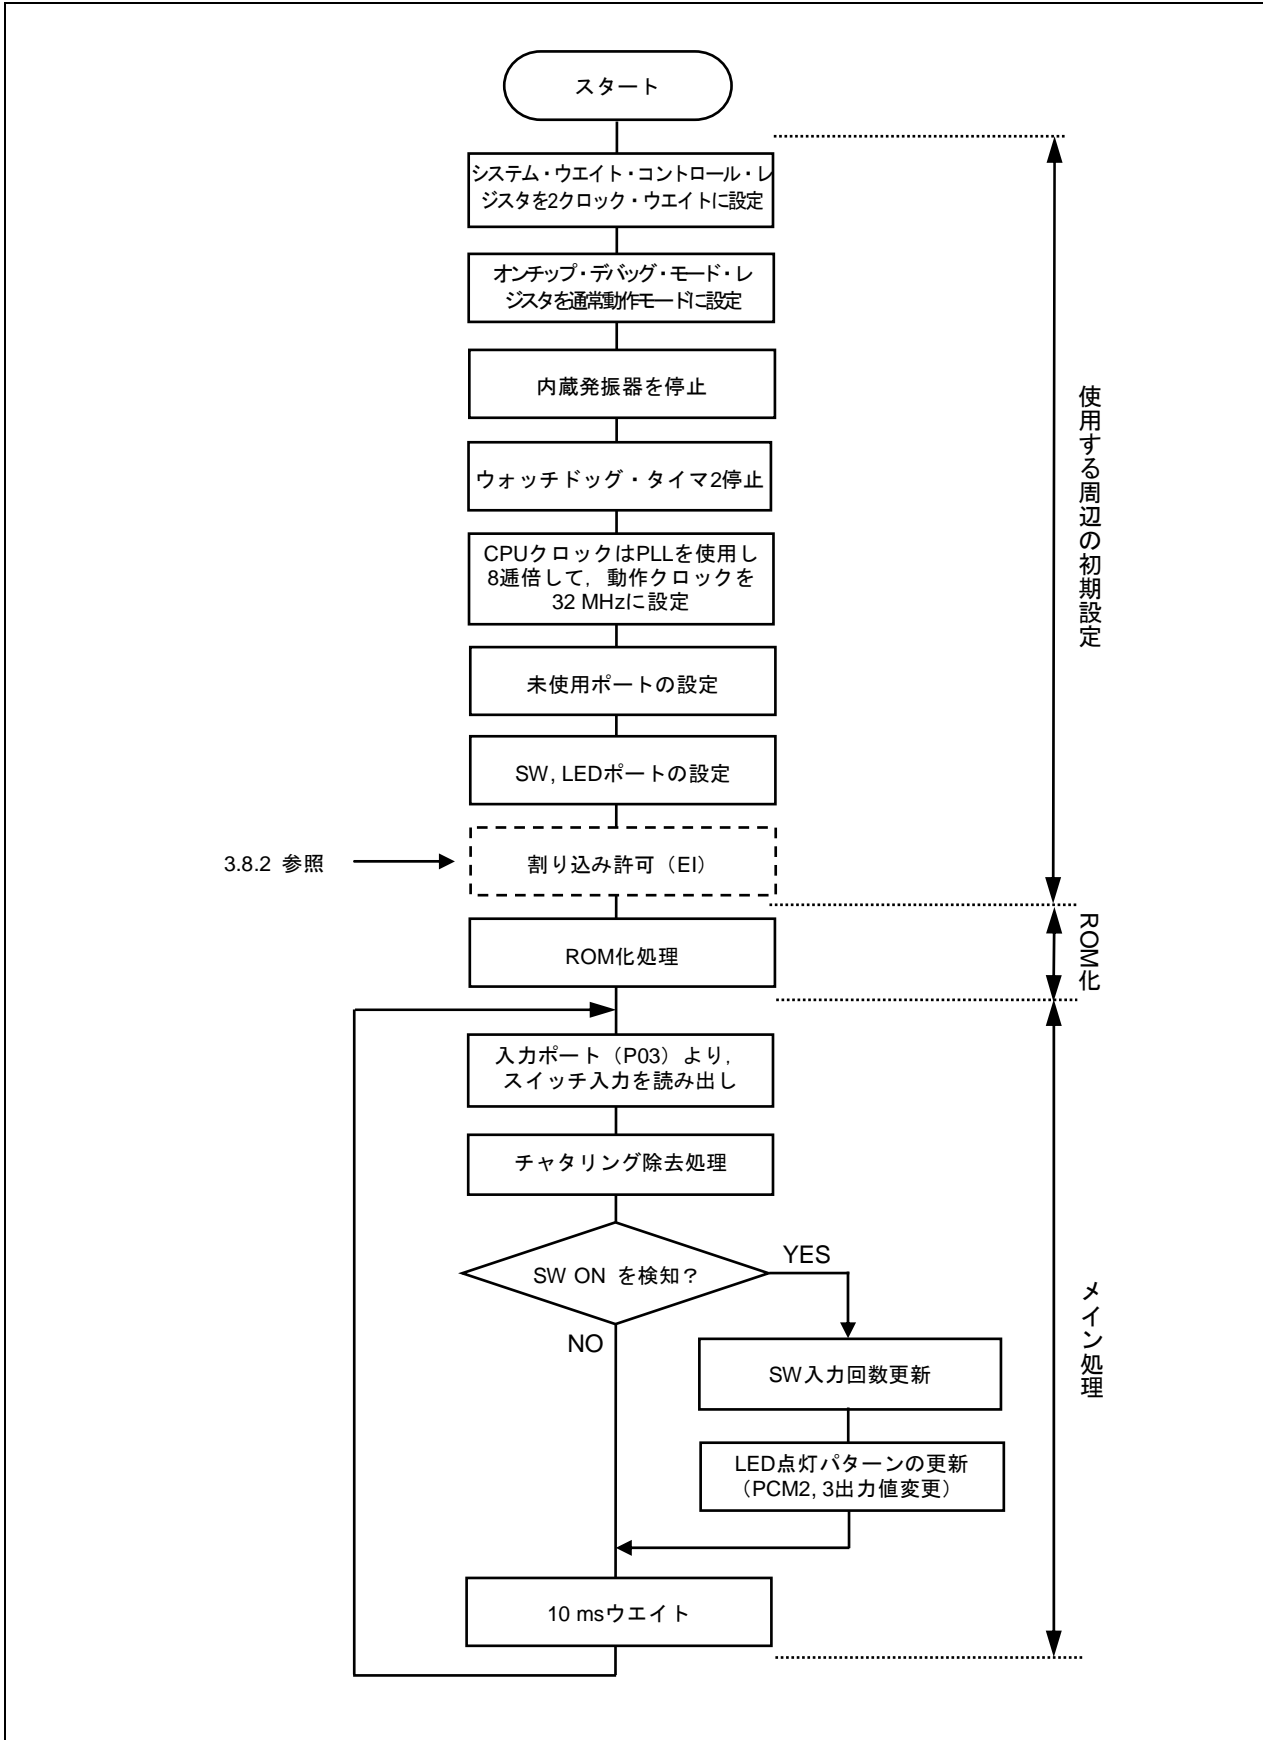 スタート
システム・ウエイト・コントロール・レ
ジスタを2クロック・ウエイトに設定
オンチップ・デバッグ・モード・レ
ジスタを通常動作モードに設定
内蔵発振器を停止
ウォッチドッグ・タイマ2停止
CPUクロックはPLLを使用し
8逓倍して，動作クロックを
32 MHzに設定
未使用ポートの設定
SW, LEDポートの設定
3.8.2 参照
割り込み許可（EI）
使用する周辺の初期設定
ROM化処理
ROM化
入力ポート（P03）より，
スイッチ入力を読み出し
チャタリング除去処理
SW ON を検知？
YES
NO
SW入力回数更新
LED点灯パターンの更新
（PCM2, 3出力値変更）
10 msウエイト
メイン処理